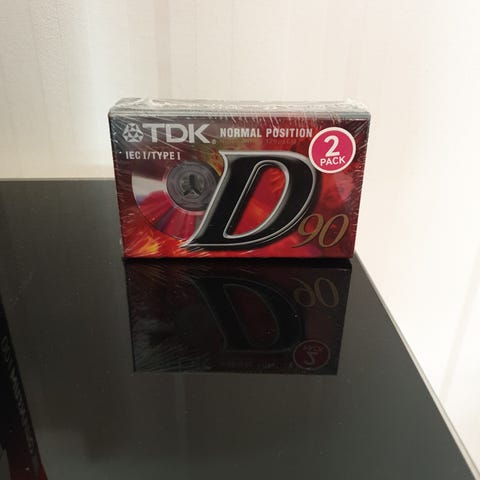 TDK
NORMAL POSITION
IEC I/TYPE I
2
PACK
D
90